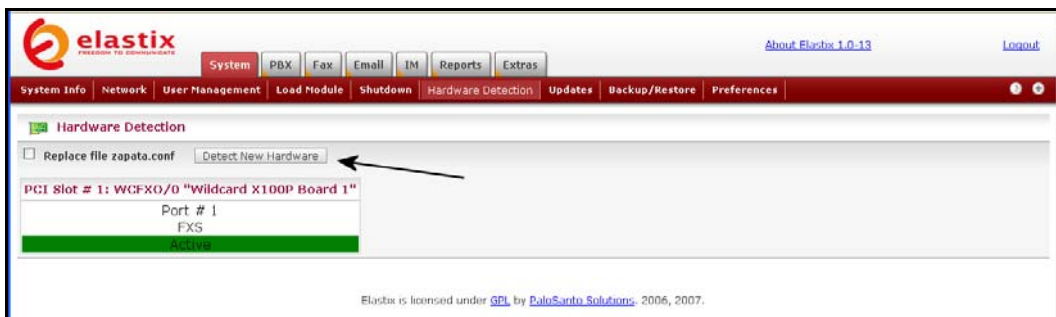 elastix
FREEDOM TO COMMUNICATE
About Elastix 1.0-13
Logout
System PBX Fax Email IM Reports Extras
System Info Network User Management Load Module Shutdown Hardware Detection Updates Backup/Restore Preferences
Hardware Detection
Replace file zapata.conf Detect New Hardware
PCI Slot # 1: WCFXO/0 "Wildcard X100P Board 1"
Port # 1
FXS
Active
Elastix is licensed under GPL by PaloSanto Solutions. 2006, 2007.